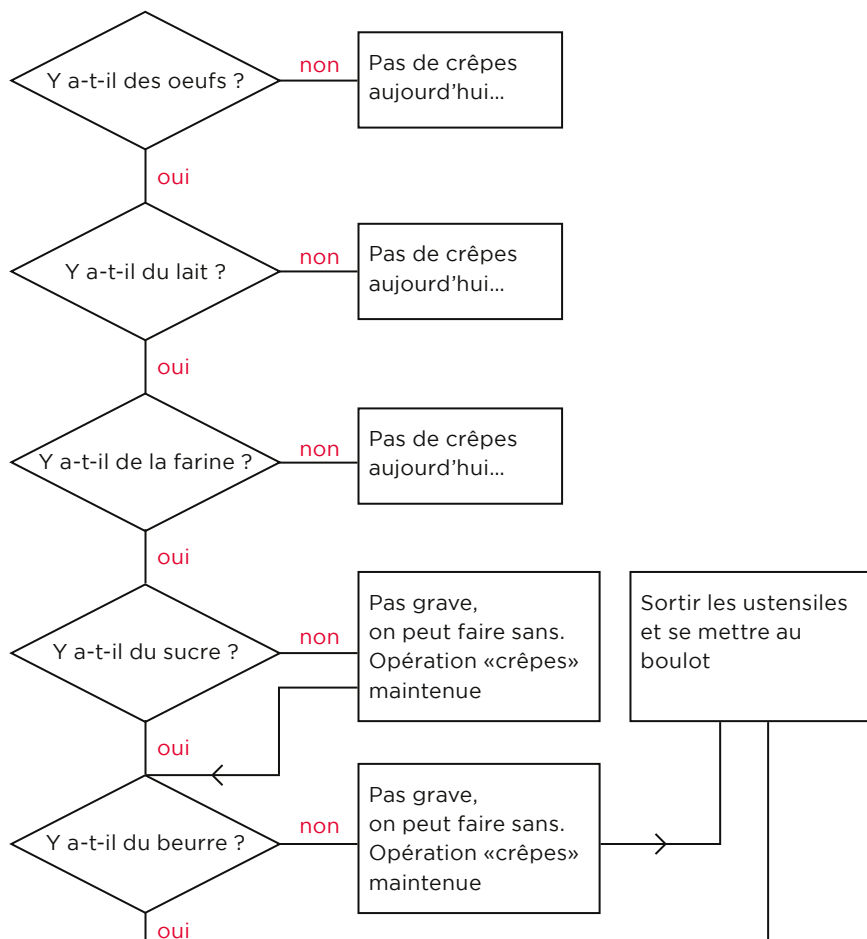 Y a-t-il des oeufs ?
non
Pas de crêpes
aujourd'hui...
oui
Y a-t-il du lait ?
non
Pas de crêpes
aujourd'hui...
oui
Y a-t-il de la farine ?
non
Pas de crêpes
aujourd'hui...
oui
Y a-t-il du sucre ?
non
Pas grave,
on peut faire sans.
Opération «crêpes»
maintenue
Sortir les ustensiles
et se mettre au
boulot
oui
Y a-t-il du beurre ?
non
Pas grave,
on peut faire sans.
Opération «crêpes»
maintenue
oui